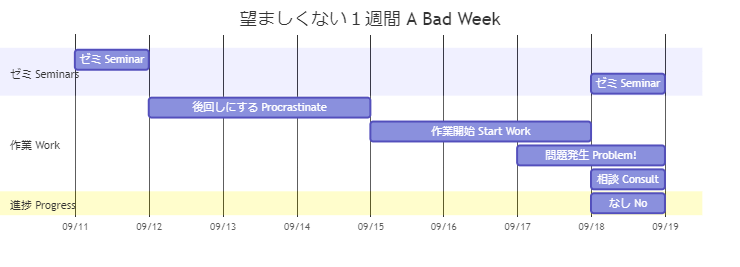 望ましくない１週間 A Bad Week
ゼミ Seminars
ゼミ Seminar
ゼミ Seminar
作業 Work
後回しにする Procrastinate
作業開始 Start Work
問題発生 Problem!
相談 Consult
進捗 Progress
なし No
09/11 09/12 09/13 09/14 09/15 09/16 09/17 09/18 09/19